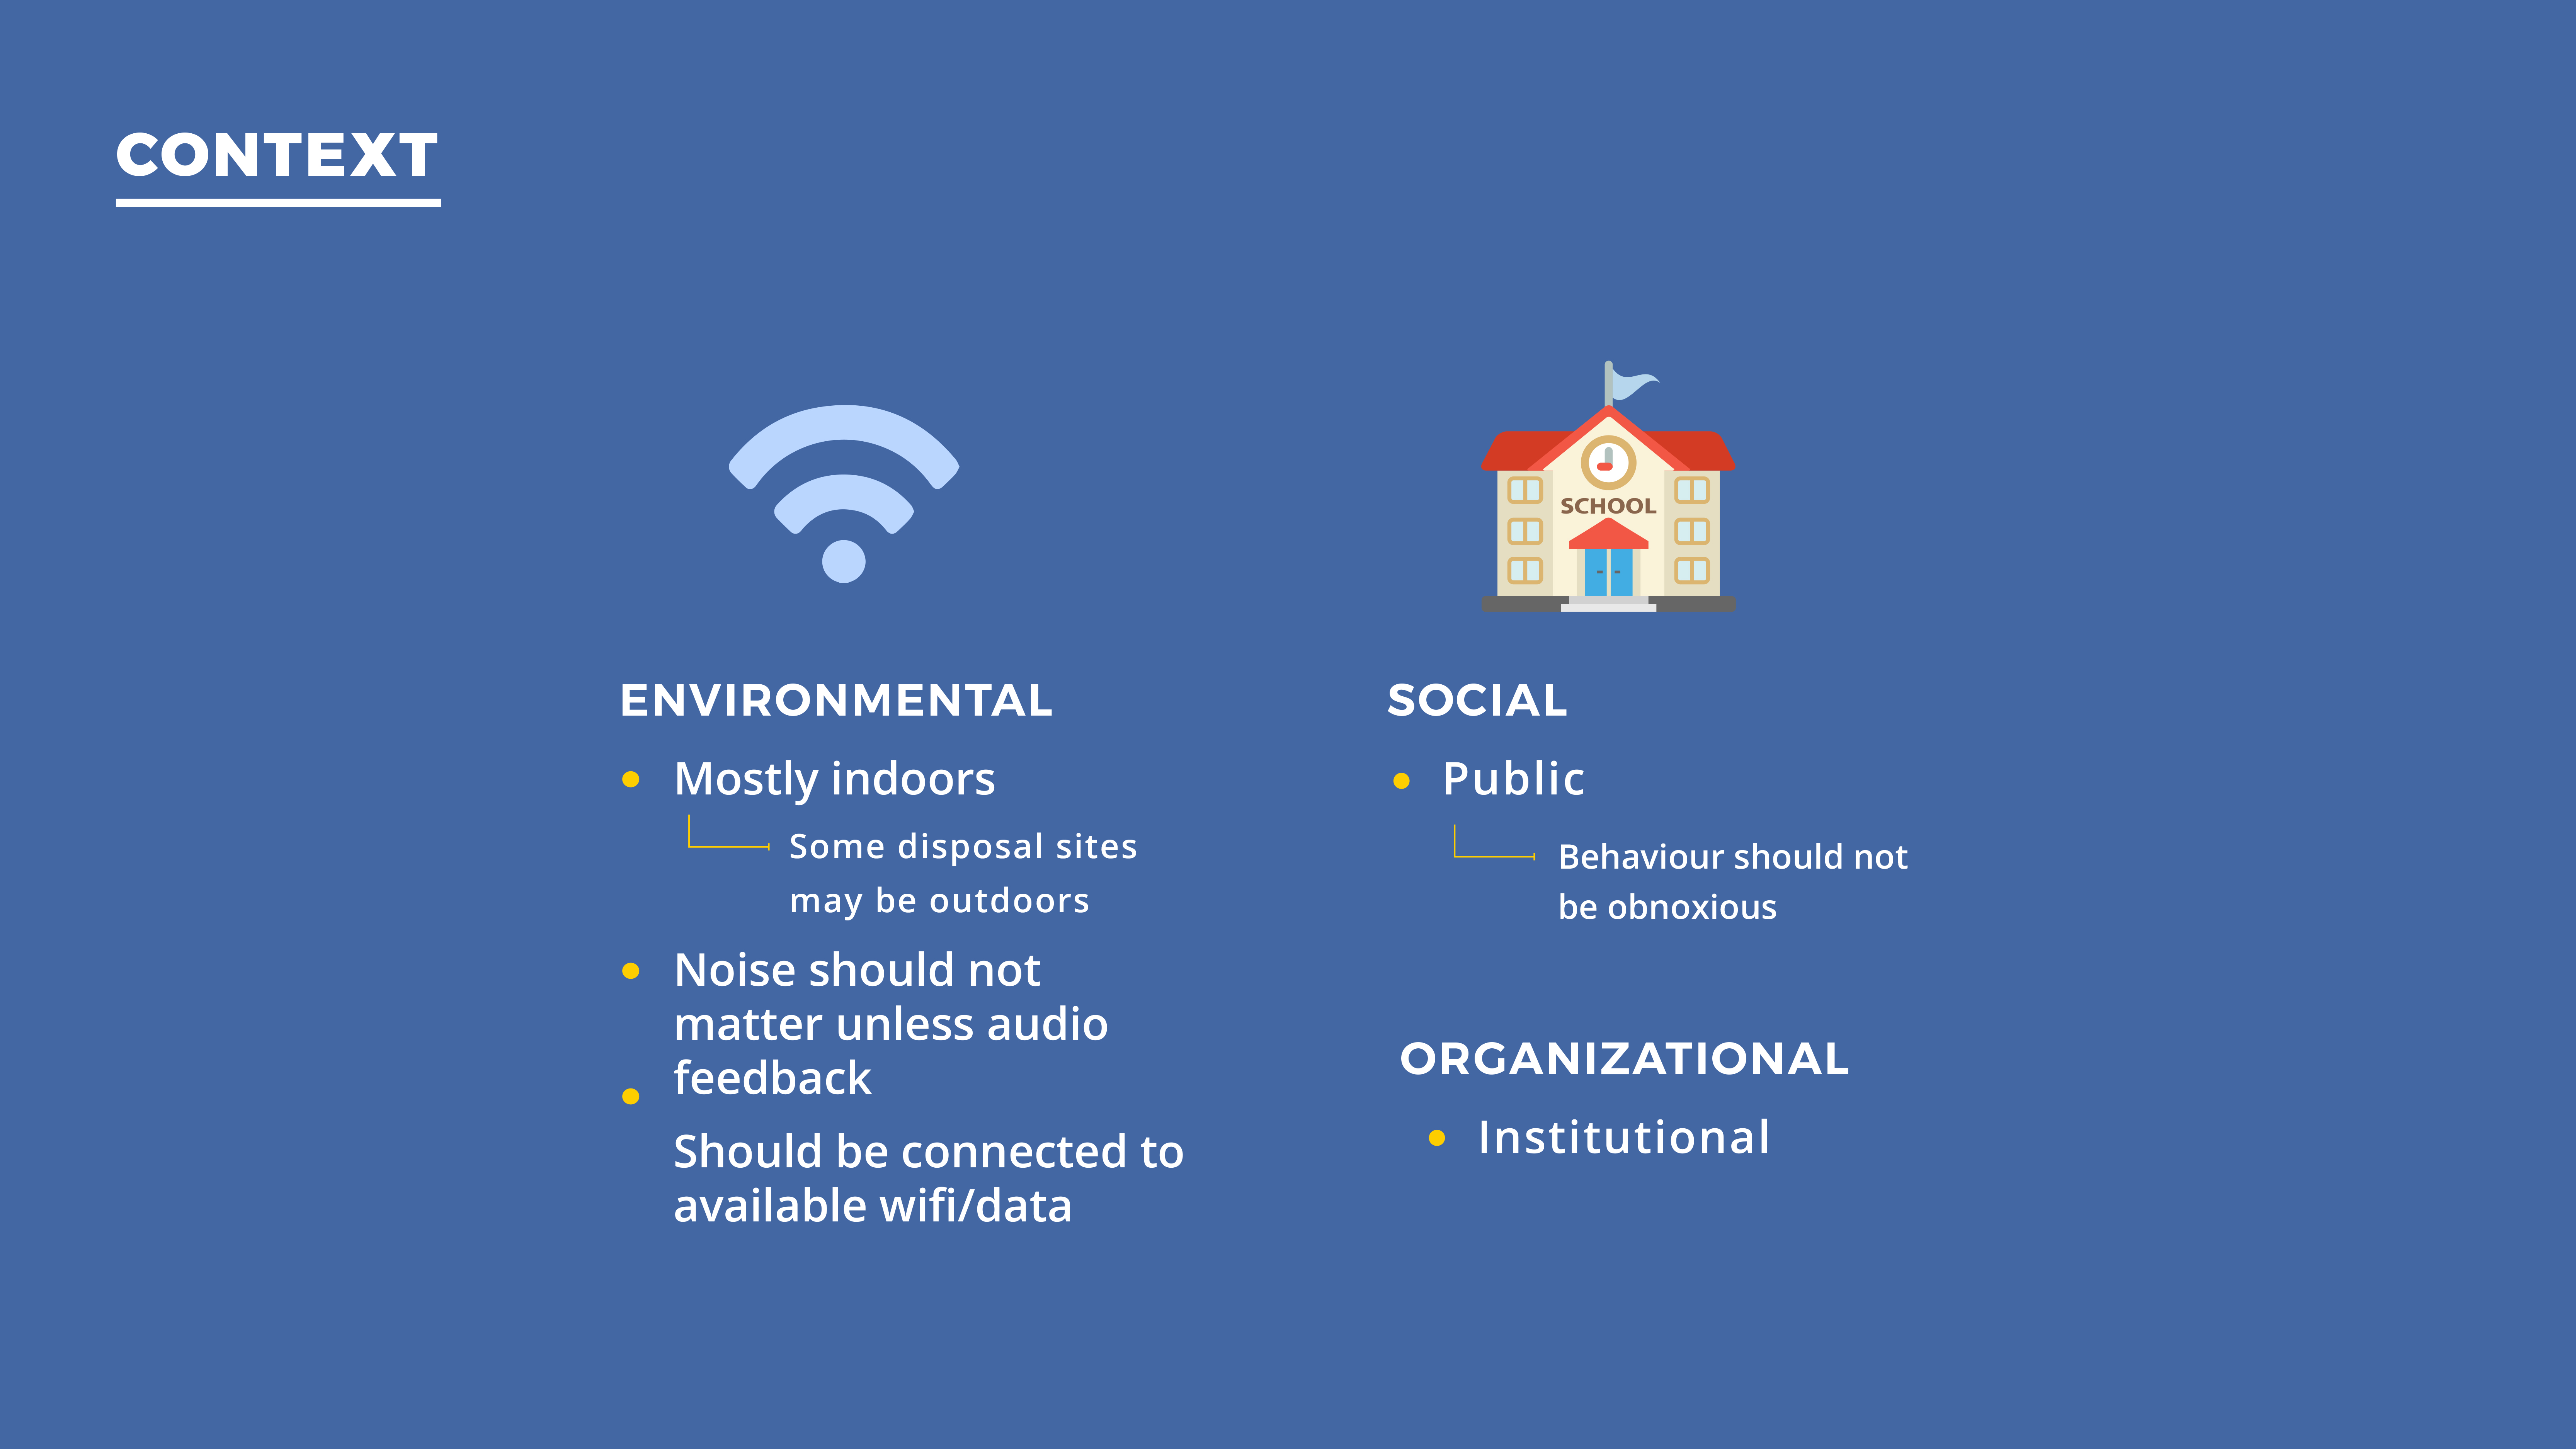 CONTEXT
SCHOOL
ENVIRONMENTAL
Mostly indoors
Some disposal sites
may be outdoors
Noise should not
matter unless audio
feedback
Should be connected to
available wifi/data
SOCIAL
Public
Behaviour should not
be obnoxious
ORGANIZATIONAL
Institutional